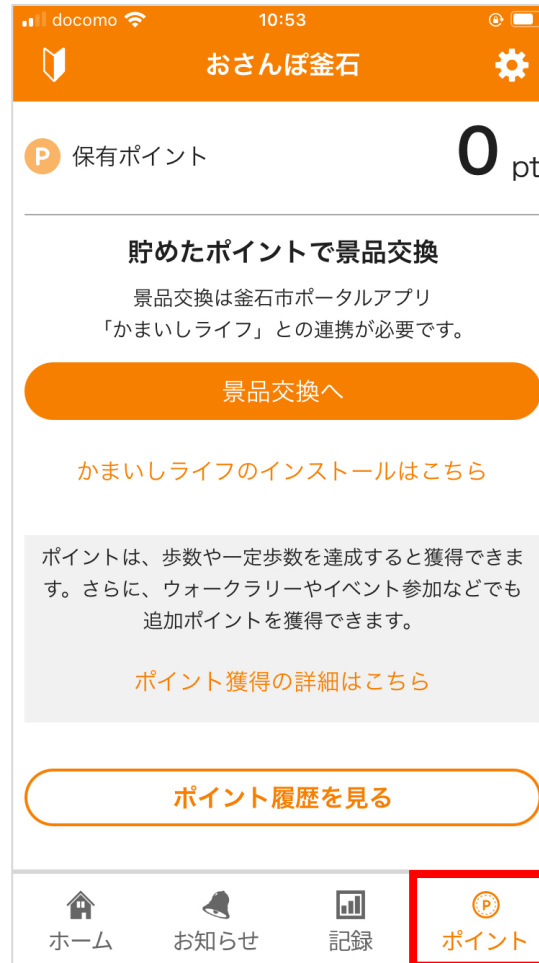 docomo 10:53
おさんぽ釜石
P 保有ポイント 0 pt
貯めたポイントで景品交換
景品交換は釜石市ポータルアプリ
「かまいしライフ」との連携が必要です。
景品交換へ
かまいしライフのインストールはこちら
ポイントは、歩数や一定歩数を達成すると獲得できま
す。さらに、ウォークラリーやイベント参加などでも
追加ポイントを獲得できます。
ポイント獲得の詳細はこちら
ポイント履歴を見る
P
ホーム お知らせ 記録 ポイント